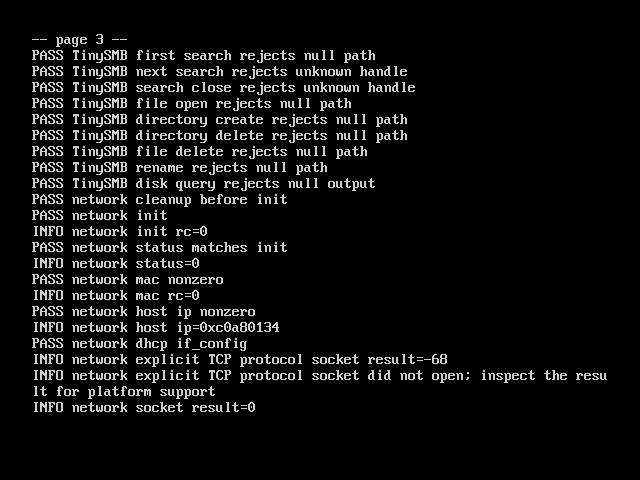 -- page 3 --
PASS TinySMB first search rejects null path
PASS TinySMB next search rejects unknown handle
PASS TinySMB search close rejects unknown handle
PASS TinySMB file open rejects null path
PASS TinySMB directory create rejects null path
PASS TinySMB directory delete rejects null path
PASS TinySMB file delete rejects null path
PASS TinySMB rename rejects null path
PASS TinySMB disk query rejects null output
PASS network cleanup before init
PASS network init
INFO network init rc=0
PASS network status matches init
INFO network status=0
PASS network mac nonzero
INFO network mac rc=0
PASS network host ip nonzero
INFO network host ip=0xc0a80134
PASS network dhcp if_config
INFO network explicit TCP protocol socket result=-68
INFO network explicit TCP protocol socket did not open; inspect the resu
lt for platform support
INFO network socket result=0